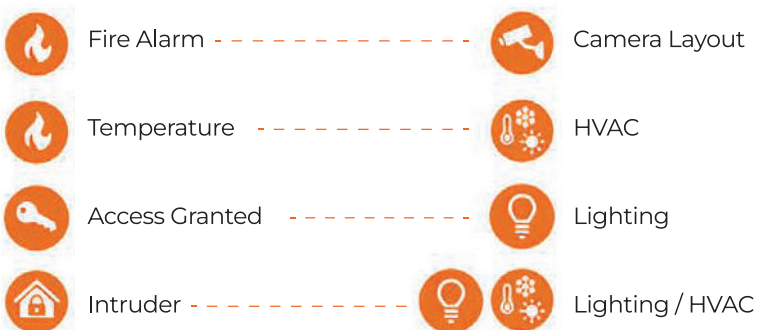 Fire Alarm
Camera Layout
Temperature
HVAC
Access Granted
Lighting
Intruder
Lighting / HVAC